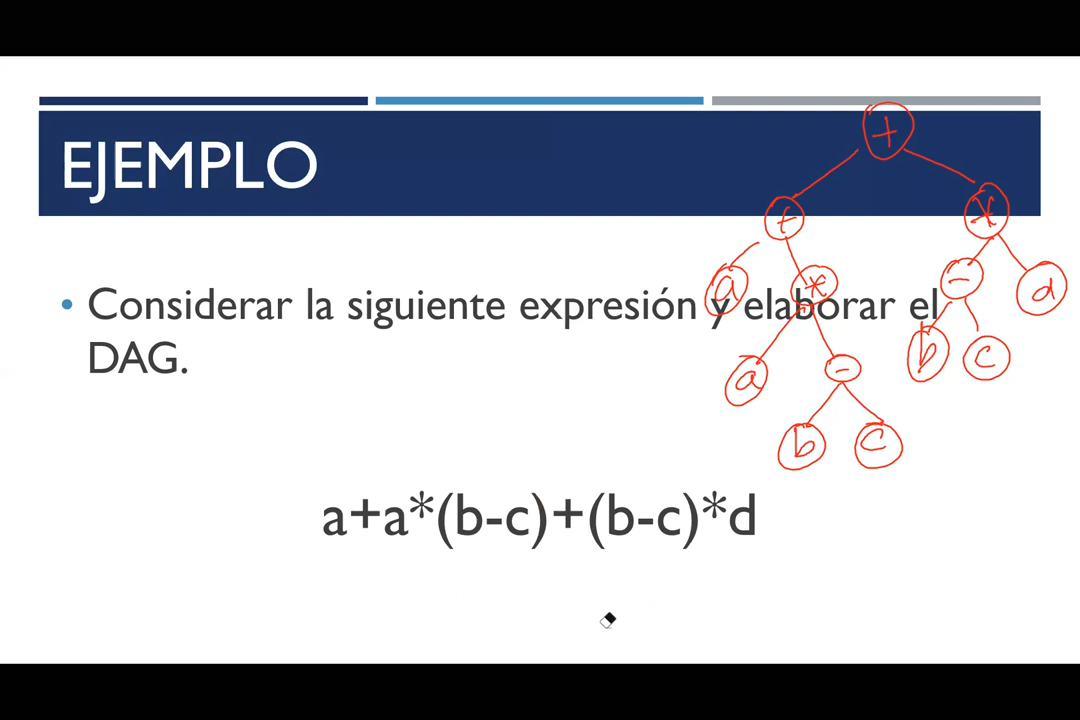 EJEMPLO
• Considerar la siguiente expresión y elaborar el
DAG.
a+a*(b-c)+(b-c)*d
+
+ *
a * - d
a - b c
b c